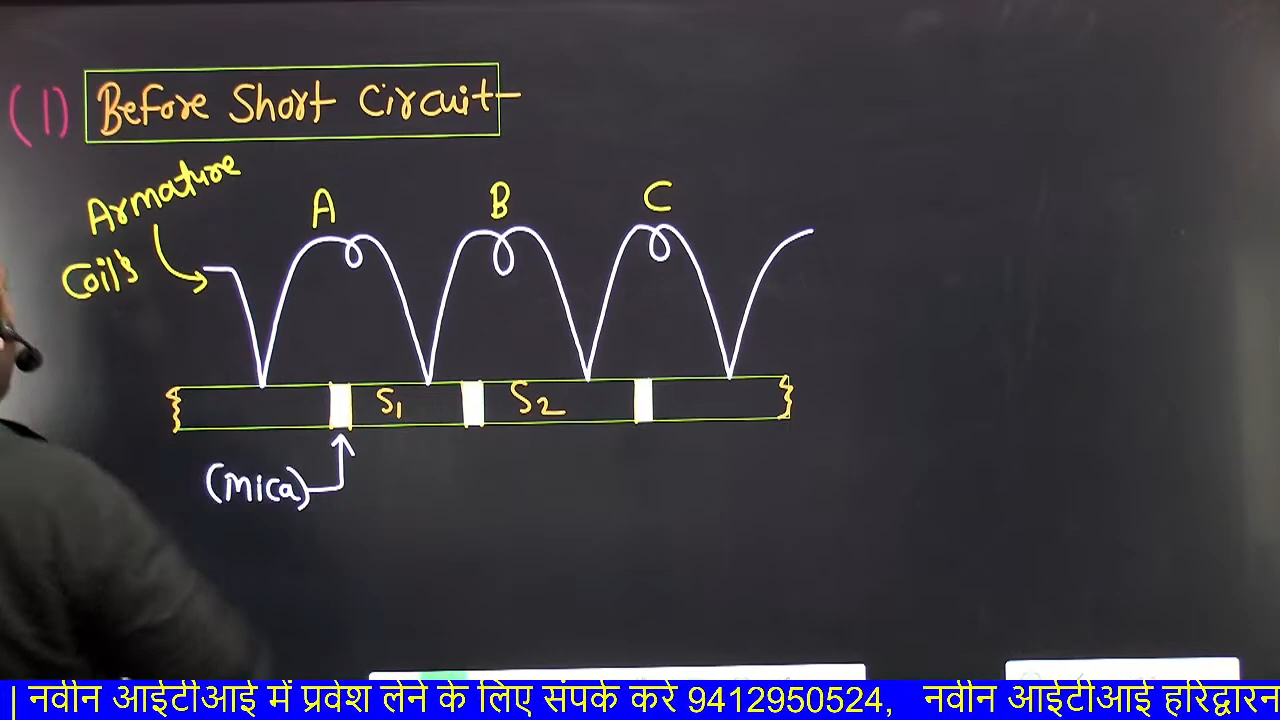 (1) Before Short Circuit-
Armature
Coil's
A B C
S1 S2
(Mica)
| नवीन आईटीआई में प्रवेश लेने के लिए संपर्क करे 9412950524, नवीन आईटीआई हरिद्वारन